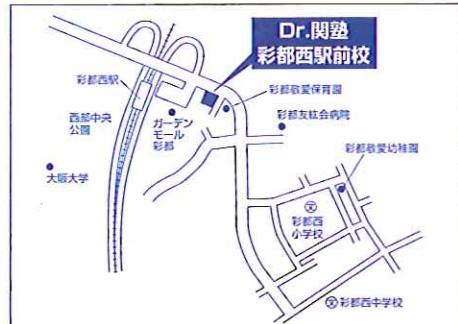 Dr.関塾
彩都西駅前校
彩都西駅
彩都敬愛保育園
西部中央
公園
ガーデン
モール
彩都
彩都友紘会病院
大阪大学
彩都敬愛幼稚園
文
彩都西
小学校
文
彩都西中学校